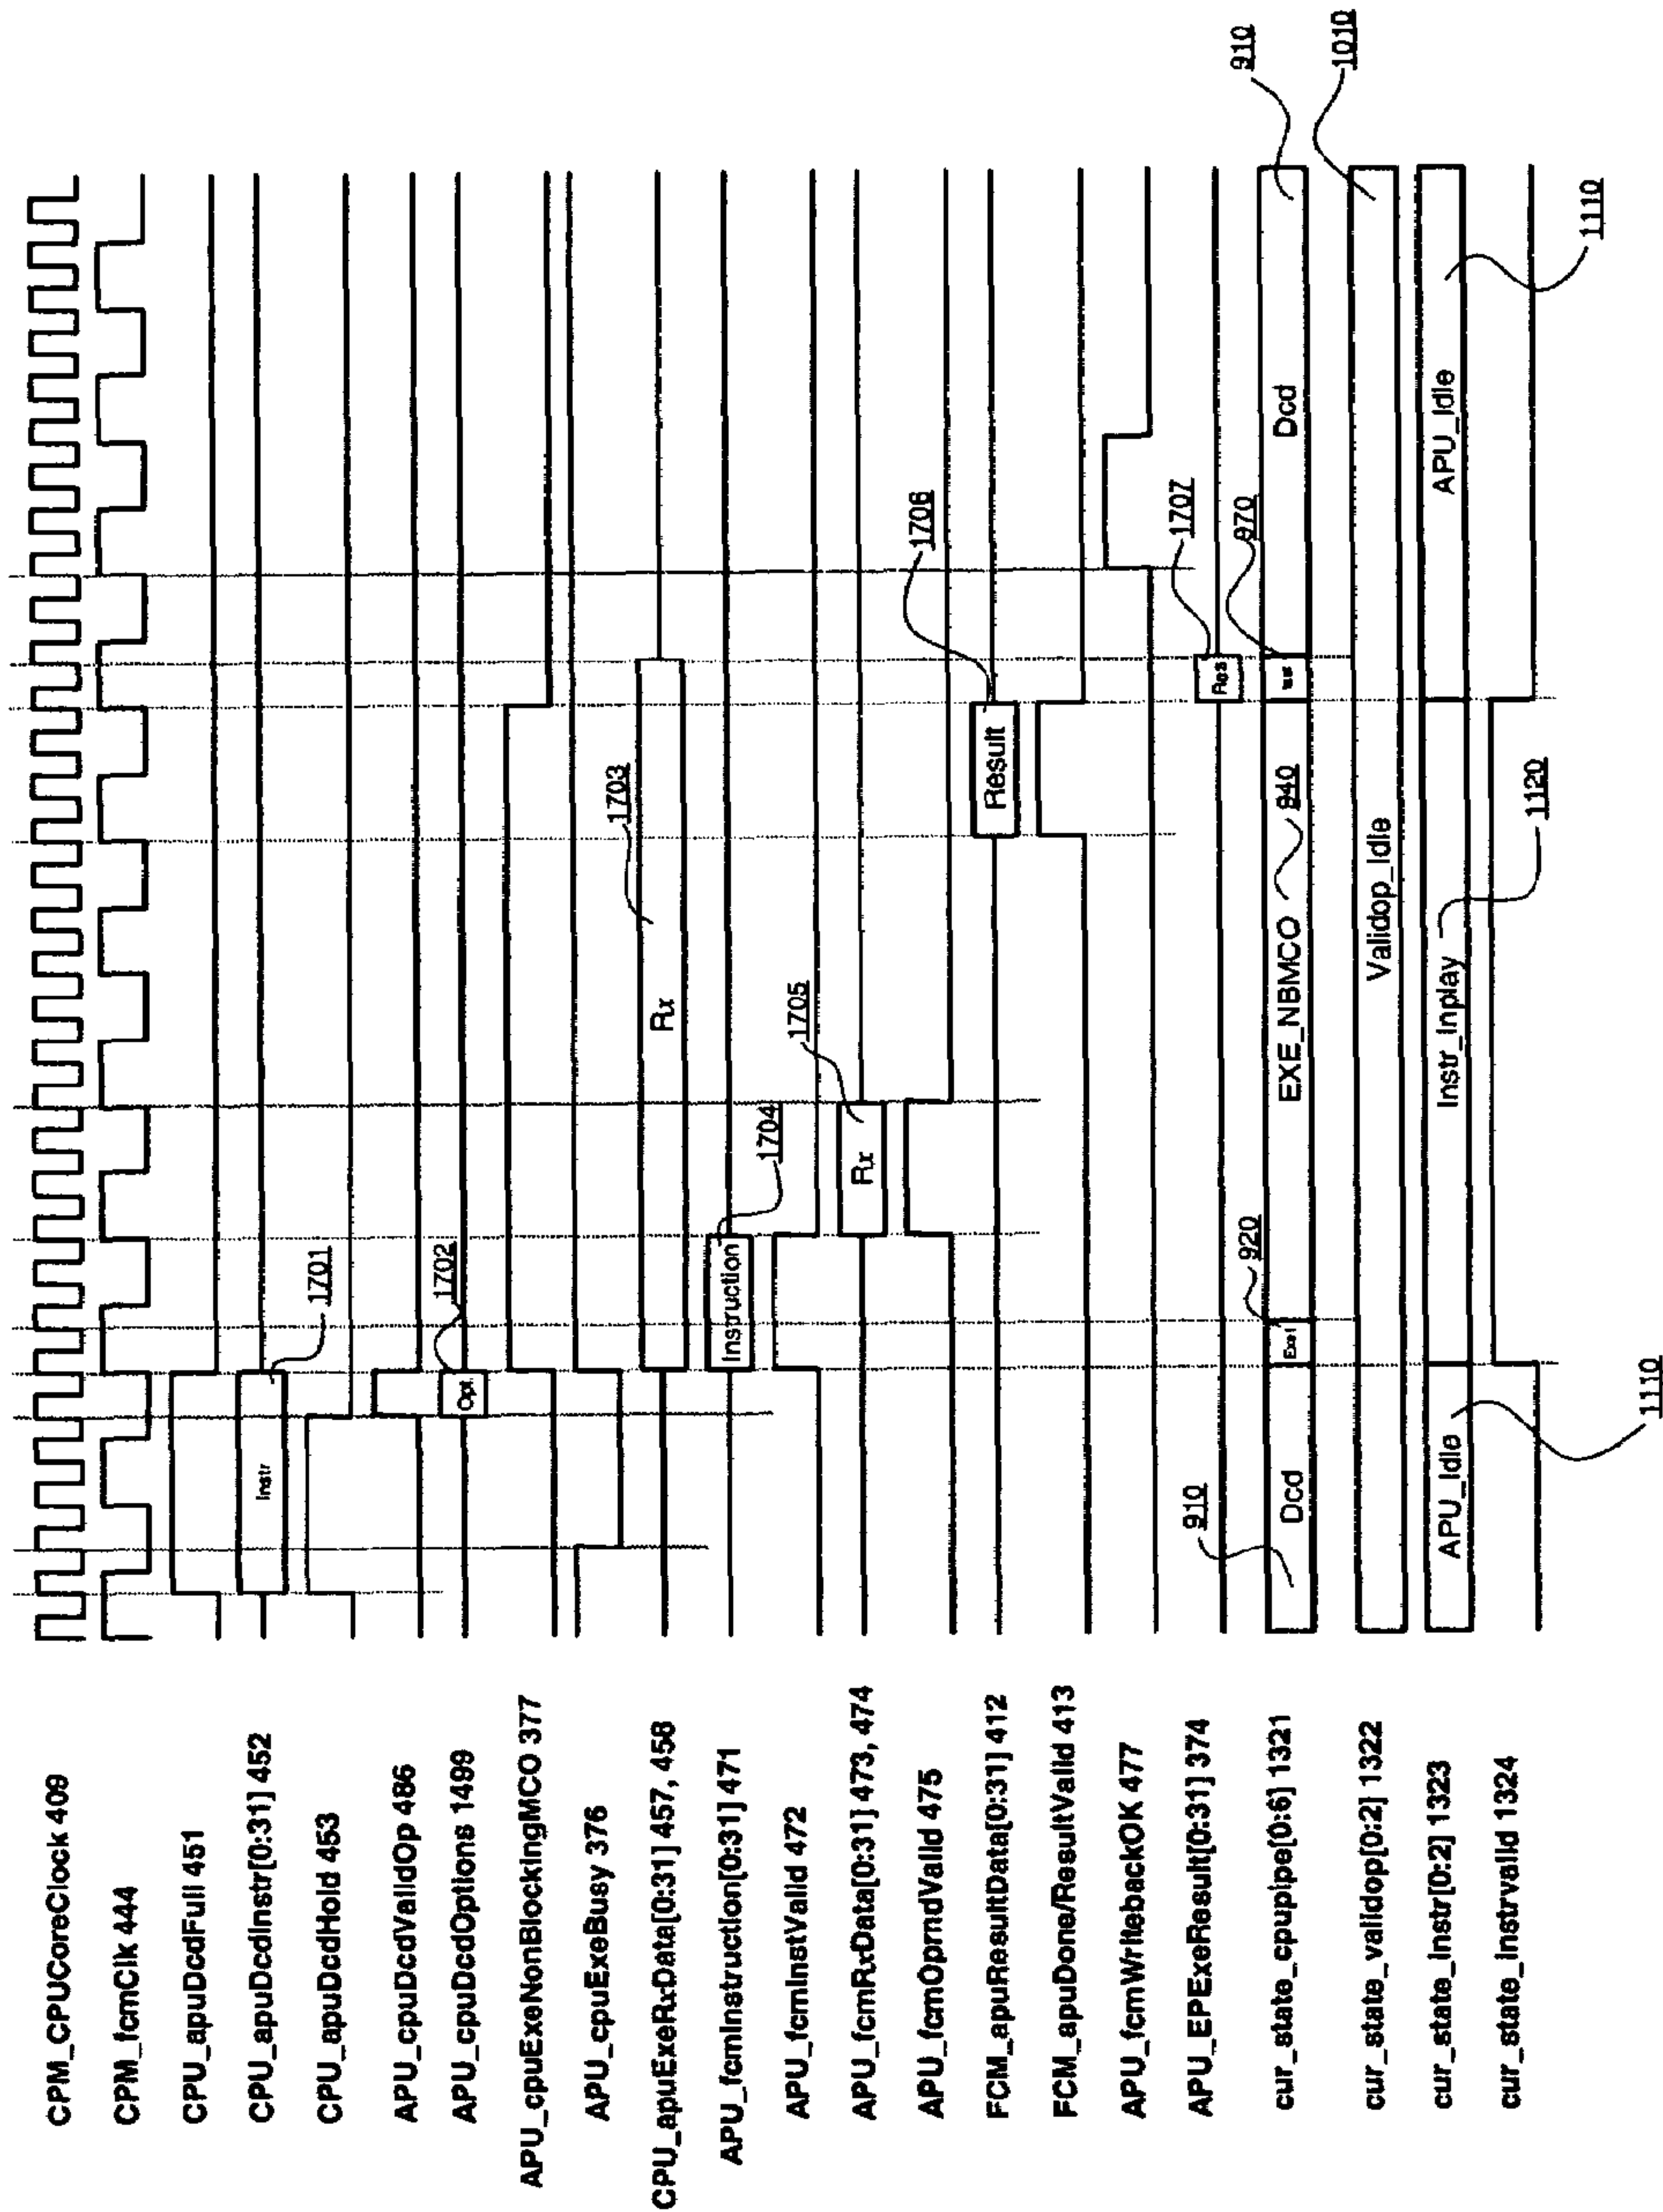 CPM_CPUCoreClock 409
CPM_fcmClk 444
CPU_apuDcdFull 451
CPU_apuDcdInstr[0:31] 452
Instr
1701
CPU_apuDcdHold 453
APU_cpuDcdValidOp 486
APU_cpuDcdOptions 1499
Opt.
1702
APU_cpuExeNonBlockingMCO 377
APU_cpuExeBusy 376
CPU_apuExeRxData[0:31] 457, 458
Rx
1703
APU_fcmInstruction[0:31] 471
Instruction
1704
APU_fcmInstValid 472
APU_fcmRxData[0:31] 473, 474
Rx
1705
APU_fcmOprndValid 475
FCM_apuResultData[0:31] 412
Result
1706
FCM_apuDone/ResultValid 413
APU_fcmWritebackOK 477
APU_EPExeResult[0:31] 374
Res
1707
cur_state_cpupipe[0:6] 1321
910
Dcd
920
EXE_NBMCO
940
970
Dcd
910
cur_state_validop[0:2] 1322
Validop_Idle
1010
cur_state_instr[0:2] 1323
APU_Idle
1110
Instr_Inplay
1120
APU_Idle
1110
cur_state_instrvalid 1324